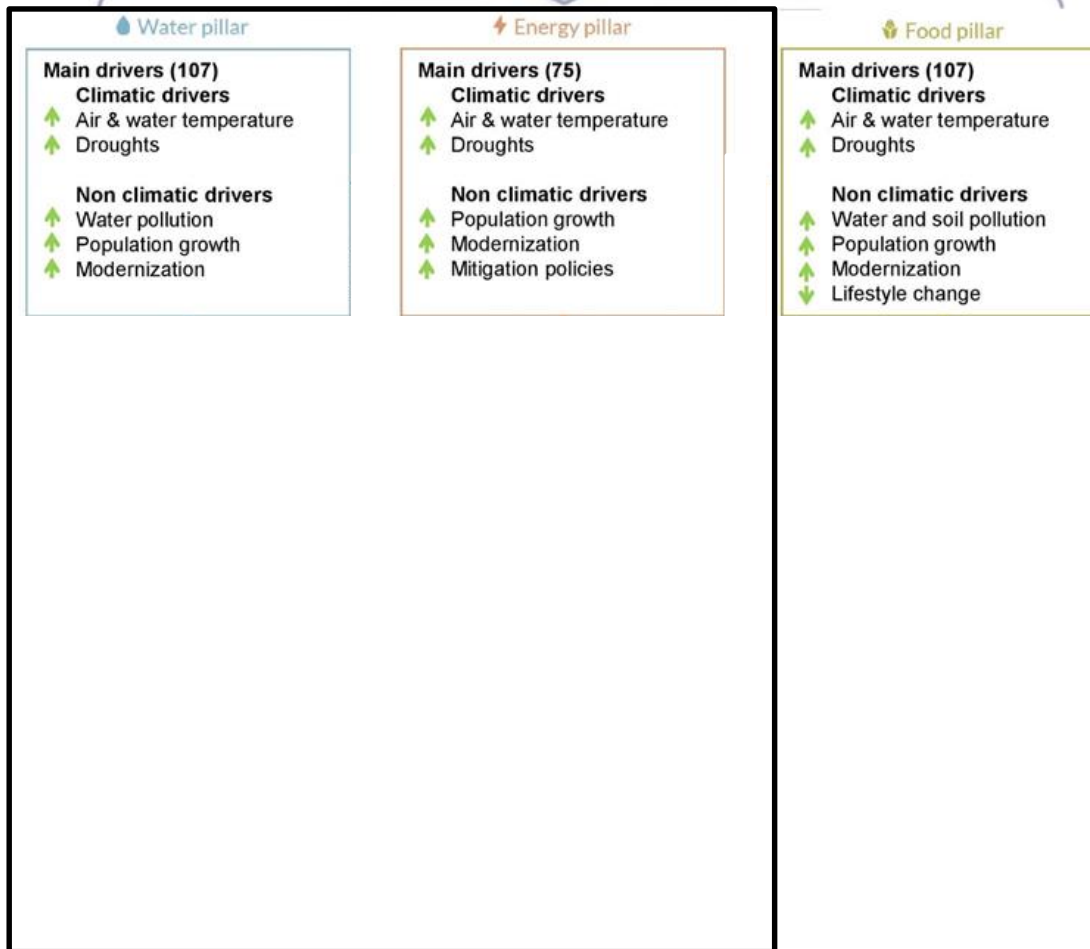 Water pillar
Main drivers (107)
Climatic drivers
Air & water temperature
Droughts
Non climatic drivers
Water pollution
Population growth
Modernization
Energy pillar
Main drivers (75)
Climatic drivers
Air & water temperature
Droughts
Non climatic drivers
Population growth
Modernization
Mitigation policies
Food pillar
Main drivers (107)
Climatic drivers
Air & water temperature
Droughts
Non climatic drivers
Water and soil pollution
Population growth
Modernization
Lifestyle change